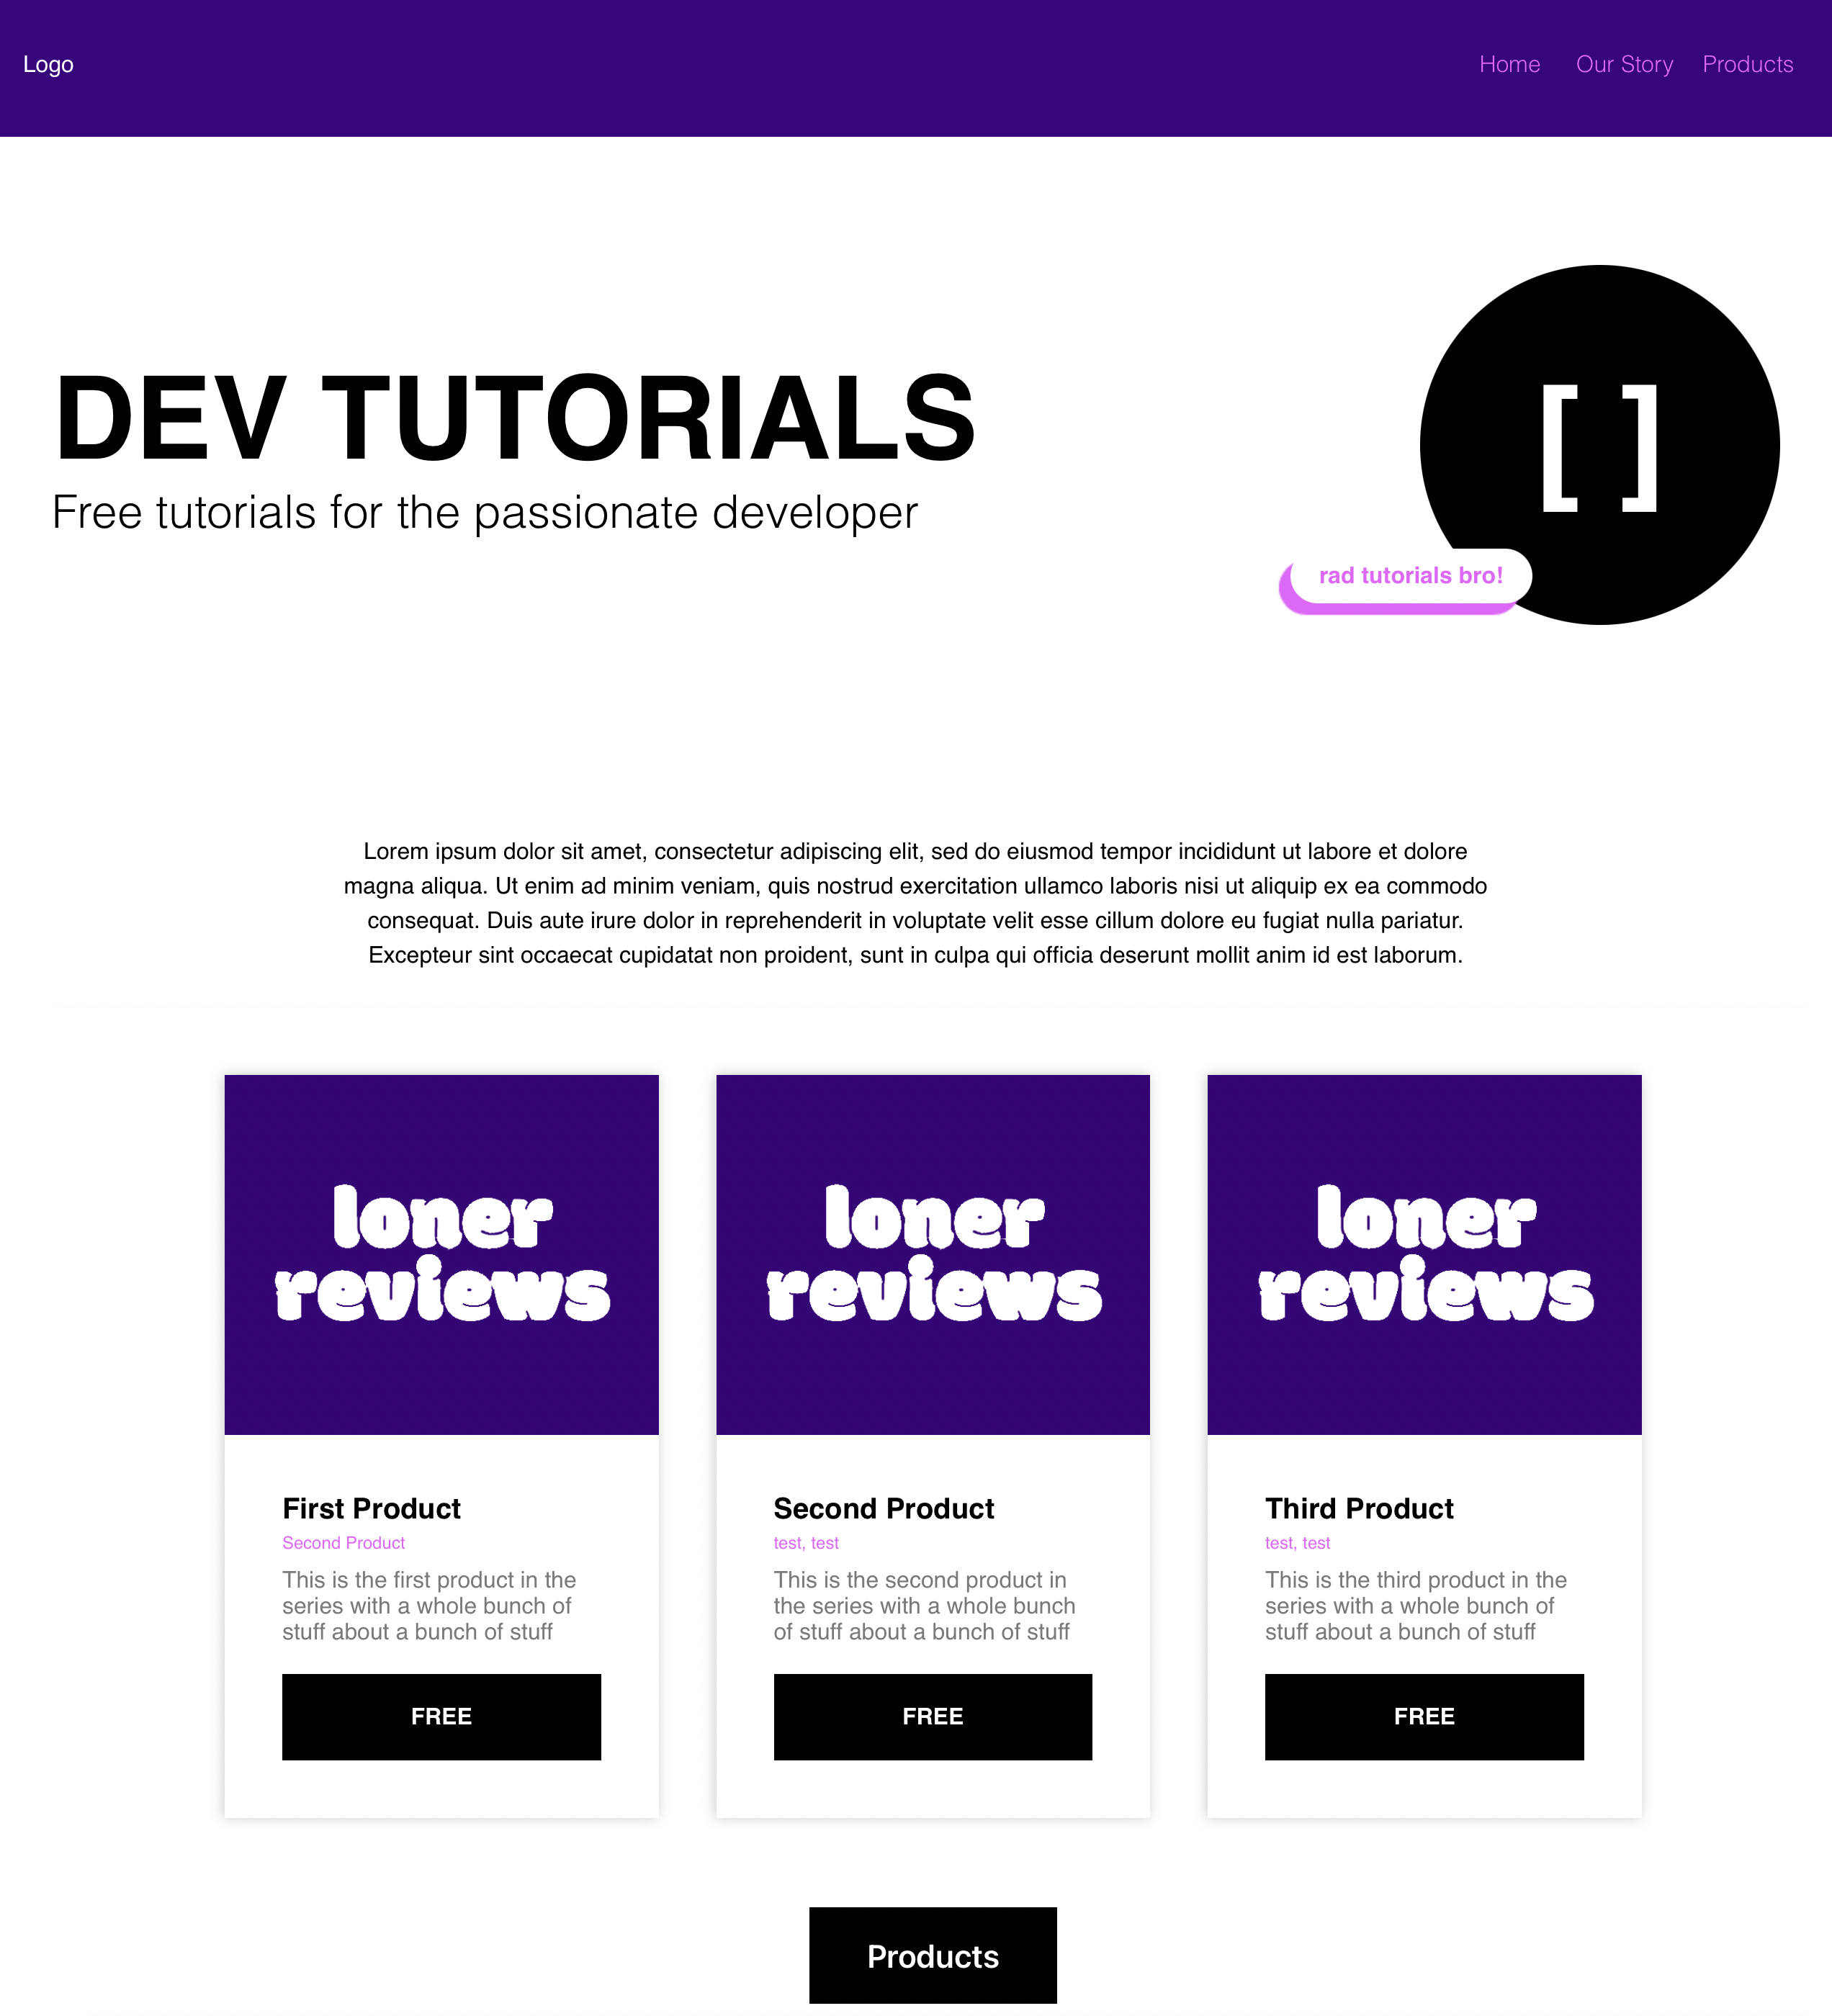 Logo
Home Our Story Products
DEV TUTORIALS
Free tutorials for the passionate developer
[ ]
rad tutorials bro!
Lorem ipsum dolor sit amet, consectetur adipiscing elit, sed do eiusmod tempor incididunt ut labore et dolore
magna aliqua. Ut enim ad minim veniam, quis nostrud exercitation ullamco laboris nisi ut aliquip ex ea commodo
consequat. Duis aute irure dolor in reprehenderit in voluptate velit esse cillum dolore eu fugiat nulla pariatur.
Excepteur sint occaecat cupidatat non proident, sunt in culpa qui officia deserunt mollit anim id est laborum.
loner
reviews
First Product
Second Product
This is the first product in the
series with a whole bunch of
stuff about a bunch of stuff
FREE
loner
reviews
Second Product
test, test
This is the second product in
the series with a whole bunch
of stuff about a bunch of stuff
FREE
loner
reviews
Third Product
test, test
This is the third product in the
series with a whole bunch of
stuff about a bunch of stuff
FREE
Products